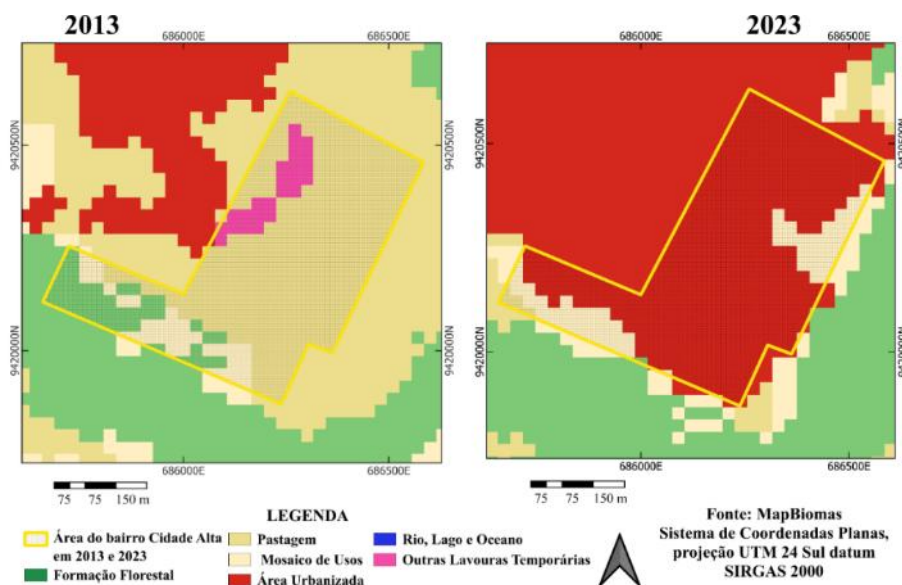 2013
2023
686000E
686500E
686000E
686500E
9420500N
9420500N
9420500N
9420000N
9420000N
9420000N
686000E
686500E
686000E
686500E
75 75 150 m
75 75 150 m
LEGENDA
Área do bairro Cidade Alta
em 2013 e 2023
Formação Florestal
Pastagem
Mosaico de Usos
Área Urbanizada
Rio, Lago e Oceano
Outras Lavouras Temporárias
Fonte: MapBiomas
Sistema de Coordenadas Planas,
projeção UTM 24 Sul datum
SIRGAS 2000